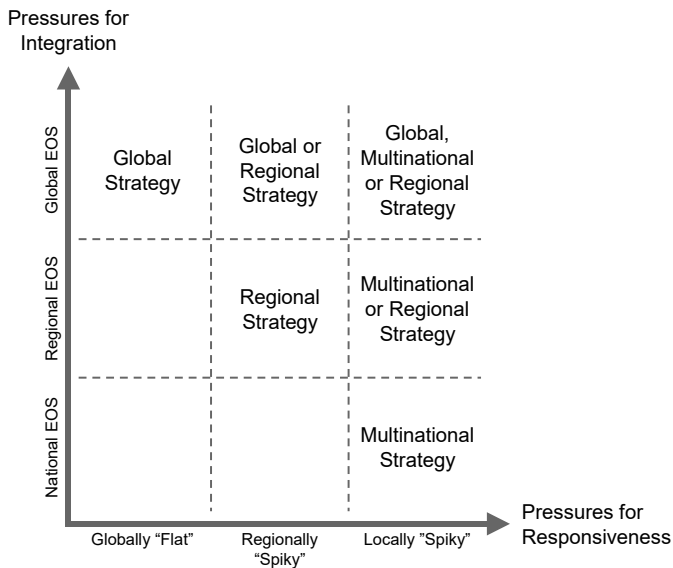 Pressures for
Integration
Global EOS
Global
Strategy
Global or
Regional
Strategy
Global,
Multinational
or Regional
Strategy
Regional EOS
Regional
Strategy
Multinational
or Regional
Strategy
National EOS
Multinational
Strategy
Globally “Flat”
Regionally
“Spiky”
Locally ”Spiky”
Pressures for
Responsiveness